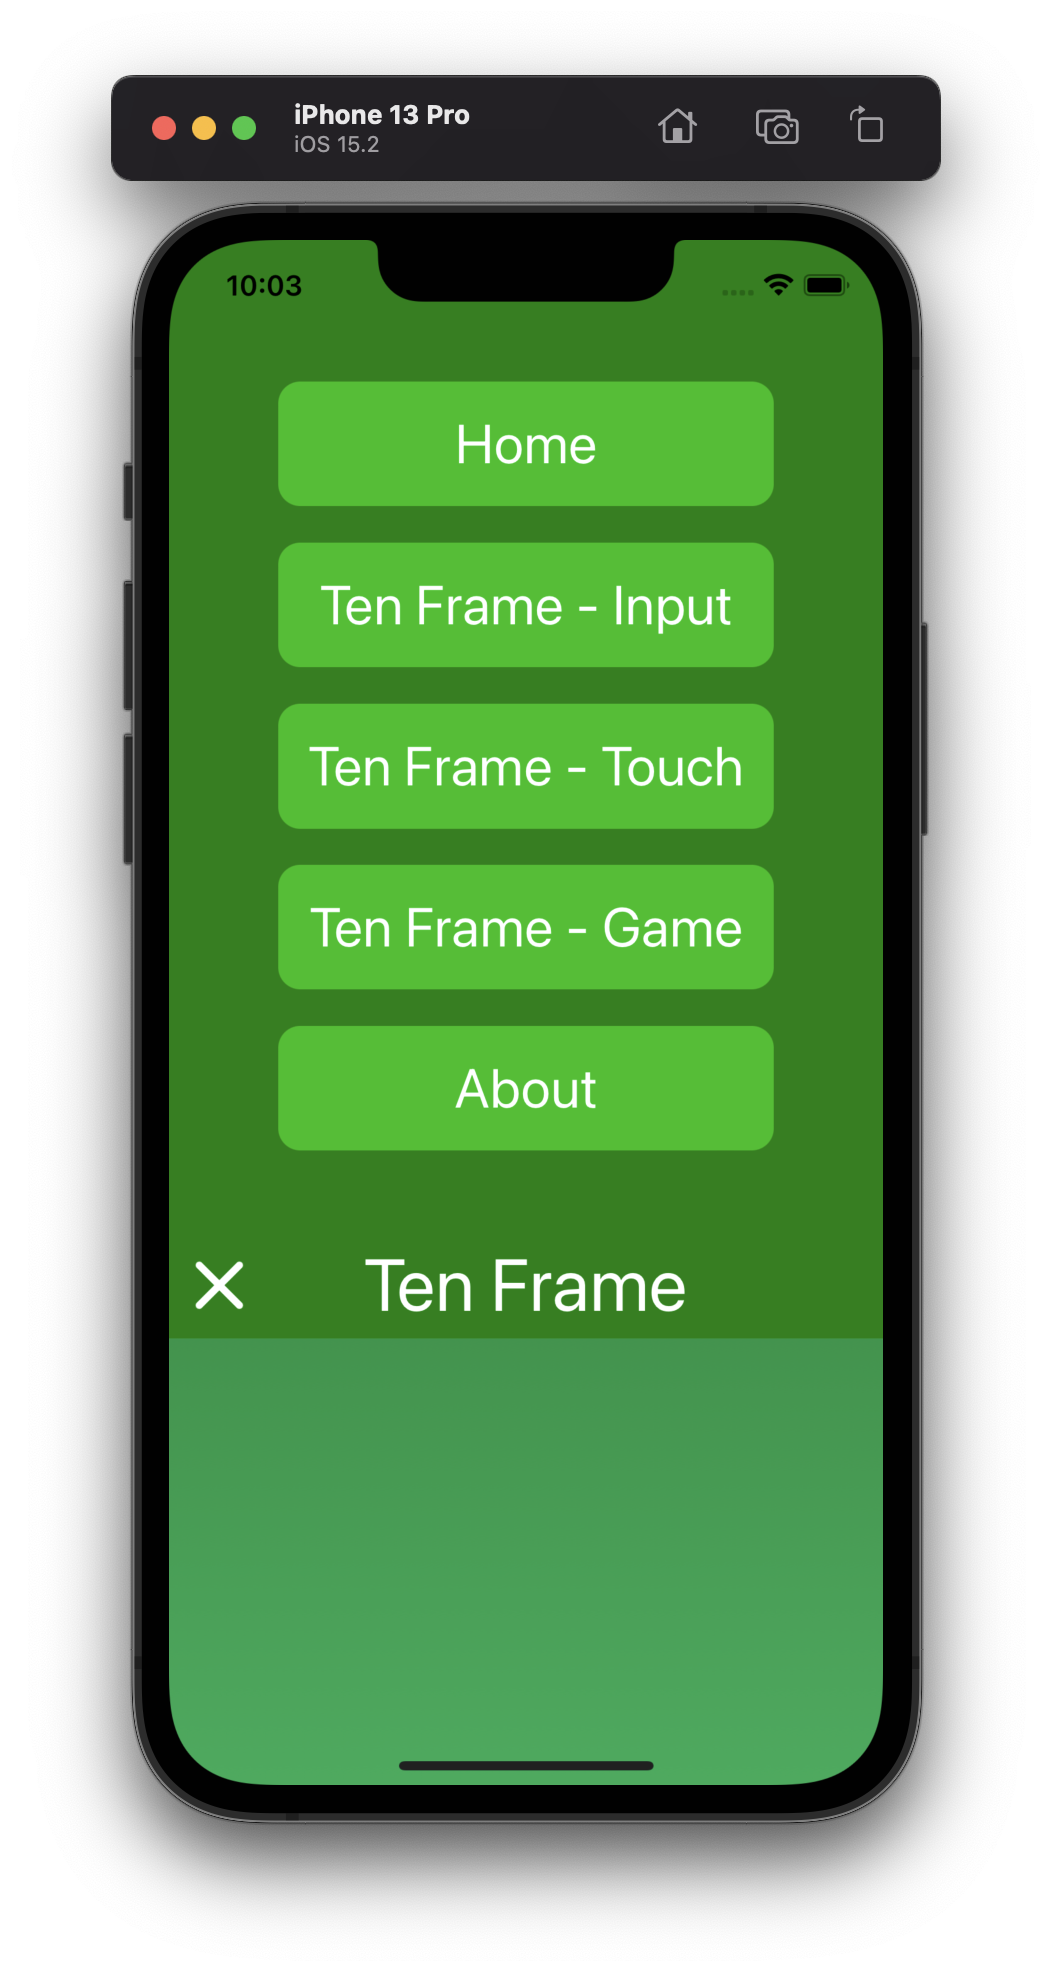 iPhone 13 Pro
iOS 15.2
10:03
Home
Ten Frame - Input
Ten Frame - Touch
Ten Frame - Game
About
Ten Frame